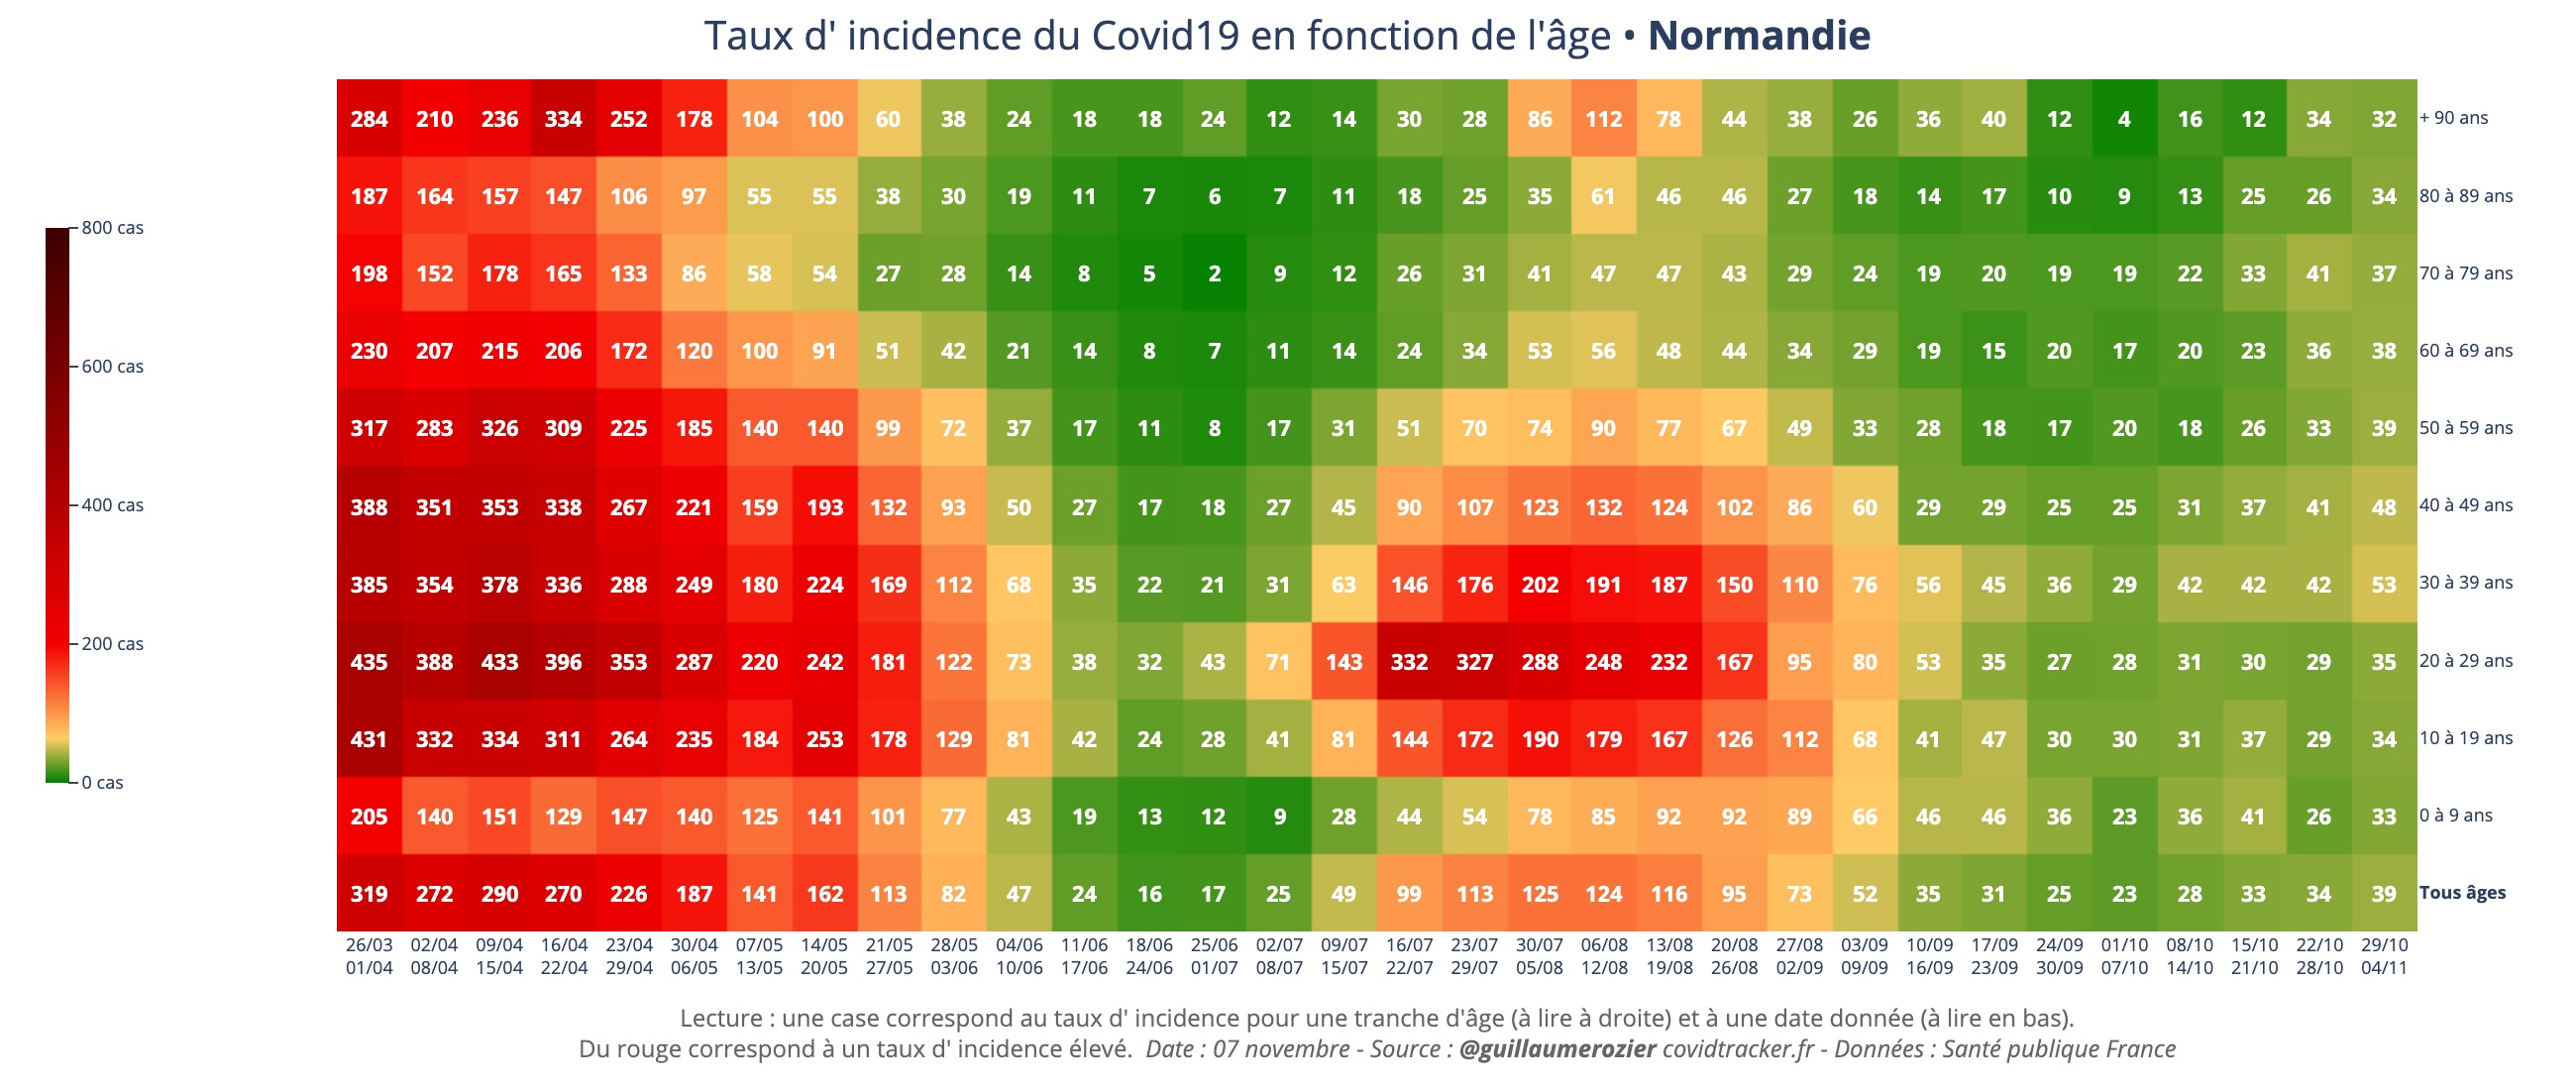 Taux d' incidence du Covid19 en fonction de l'âge • Normandie
284 210 236 334 252 178 104 100 60 38 24 18 18 24 12 14 30 28 86 112 78 44 38 26 36 40 12 4 16 12 34 32 + 90 ans
187 164 157 147 106 97 55 55 38 30 19 11 7 6 7 11 18 25 35 61 46 46 27 18 14 17 10 9 13 25 26 34 80 à 89 ans
198 152 178 165 133 86 58 54 27 28 14 8 5 2 9 12 26 31 41 47 47 43 29 24 19 20 19 19 22 33 41 37 70 à 79 ans
230 207 215 206 172 120 100 91 51 42 21 14 8 7 11 14 24 34 53 56 48 44 34 29 19 15 20 17 20 23 36 38 60 à 69 ans
317 283 326 309 225 185 140 140 99 72 37 17 11 8 17 31 51 70 74 90 77 67 49 33 28 18 17 20 18 26 33 39 50 à 59 ans
388 351 353 338 267 221 159 193 132 93 50 27 17 18 27 45 90 107 123 132 124 102 86 60 29 29 25 25 31 37 41 48 40 à 49 ans
385 354 378 336 288 249 180 224 169 112 68 35 22 21 31 63 146 176 202 191 187 150 110 76 56 45 36 29 42 42 42 53 30 à 39 ans
435 388 433 396 353 287 220 242 181 122 73 38 32 43 71 143 332 327 288 248 232 167 95 80 53 35 27 28 31 30 29 35 20 à 29 ans
431 332 334 311 264 235 184 253 178 129 81 42 24 28 41 81 144 172 190 179 167 126 112 68 41 47 30 30 31 37 29 34 10 à 19 ans
205 140 151 129 147 140 125 141 101 77 43 19 13 12 9 28 44 54 78 85 92 92 89 66 46 46 36 23 36 41 26 33 0 à 9 ans
319 272 290 270 226 187 141 162 113 82 47 24 16 17 25 49 99 113 125 124 116 95 73 52 35 31 25 23 28 33 34 39 Tous âges
26/03 02/04 09/04 16/04 23/04 30/04 07/05 14/05 21/05 28/05 04/06 11/06 18/06 25/06 02/07 09/07 16/07 23/07 30/07 06/08 13/08 20/08 27/08 03/09 10/09 17/09 24/09 01/10 08/10 15/10 22/10 29/10
01/04 08/04 15/04 22/04 29/04 06/05 13/05 20/05 27/05 03/06 10/06 17/06 24/06 01/07 08/07 15/07 22/07 29/07 05/08 12/08 19/08 26/08 02/09 09/09 16/09 23/09 30/09 07/10 14/10 21/10 28/10 04/11
800 cas
600 cas
400 cas
200 cas
0 cas
Lecture : une case correspond au taux d' incidence pour une tranche d'âge (à lire à droite) et à une date donnée (à lire en bas).
Du rouge correspond à un taux d' incidence élevé. Date : 07 novembre - Source : @guillaumerozier covidtracker.fr - Données : Santé publique France